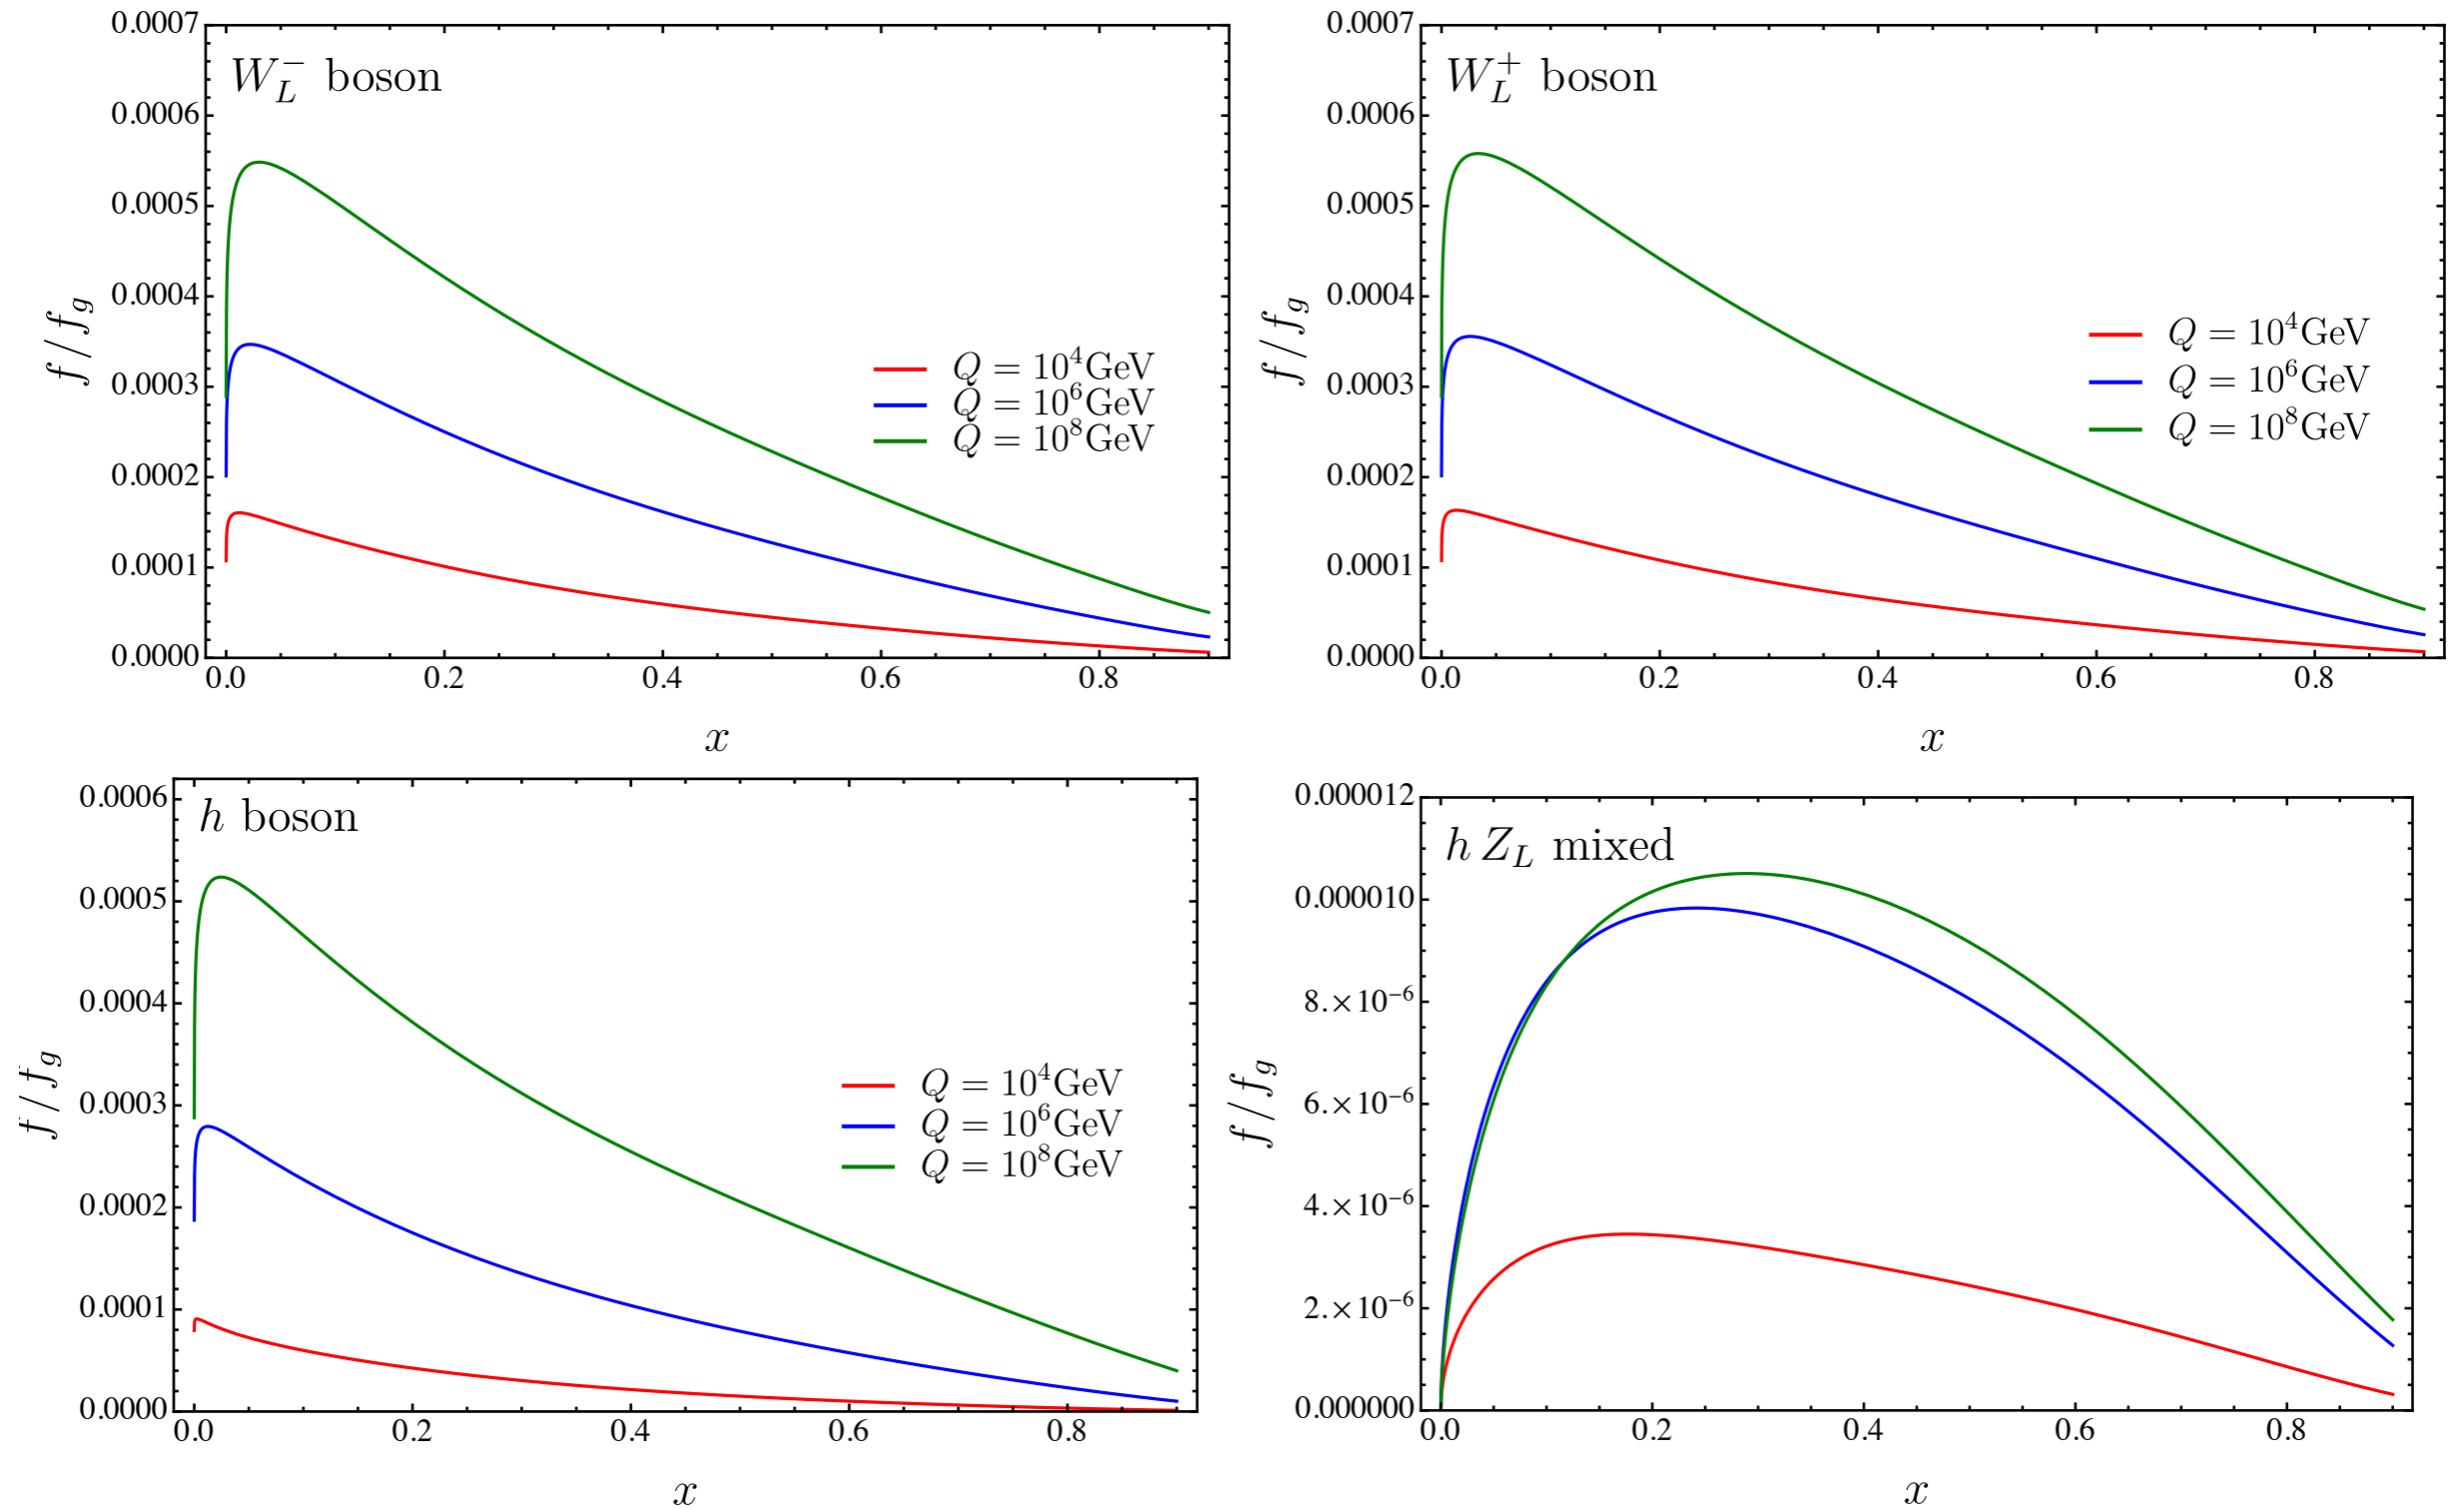 W_L^- boson
f / f_g
0.0007
0.0006
0.0005
0.0004
0.0003
0.0002
0.0001
0.0000
Q = 10^4GeV
Q = 10^6GeV
Q = 10^8GeV
0.0 0.2 0.4 0.6 0.8
x
W_L^+ boson
f / f_g
0.0007
0.0006
0.0005
0.0004
0.0003
0.0002
0.0001
0.0000
Q = 10^4GeV
Q = 10^6GeV
Q = 10^8GeV
0.0 0.2 0.4 0.6 0.8
x
h boson
f / f_g
0.0006
0.0005
0.0004
0.0003
0.0002
0.0001
0.0000
Q = 10^4GeV
Q = 10^6GeV
Q = 10^8GeV
0.0 0.2 0.4 0.6 0.8
x
h Z_L mixed
f / f_g
0.000012
0.000010
8.×10^-6
6.×10^-6
4.×10^-6
2.×10^-6
0.000000
0.0 0.2 0.4 0.6 0.8
x